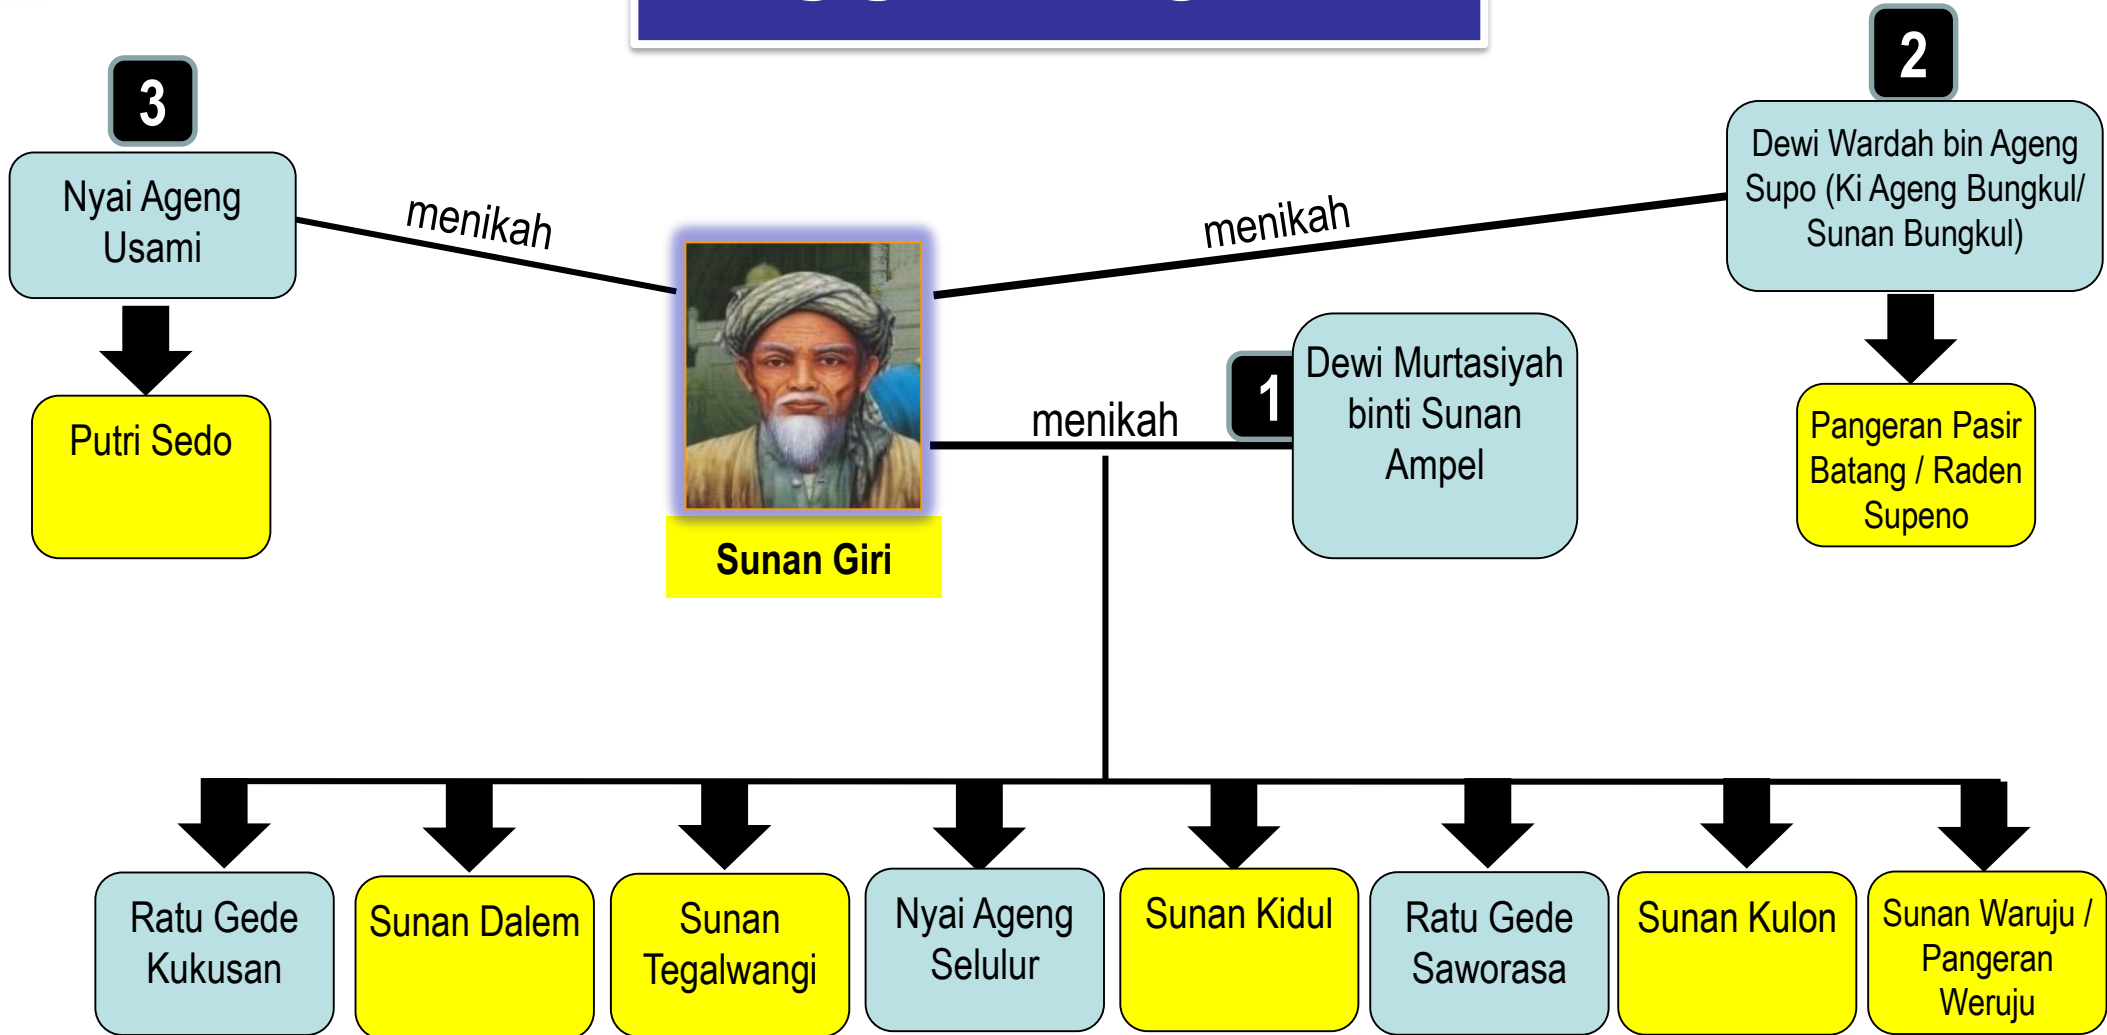 2
3
Dewi Wardah bin Ageng
Supo (Ki Ageng Bungkul/
Sunan Bungkul)
Nyai Ageng
Usami
menikah
menikah
1
Dewi Murtasiyah
binti Sunan
Ampel
menikah
Putri Sedo
Pangeran Pasir
Batang / Raden
Supeno
Sunan Giri
Ratu Gede
Kukusan
Sunan Dalem
Sunan
Tegalwangi
Nyai Ageng
Selulur
Sunan Kidul
Ratu Gede
Saworasa
Sunan Kulon
Sunan Waruju /
Pangeran
Weruju